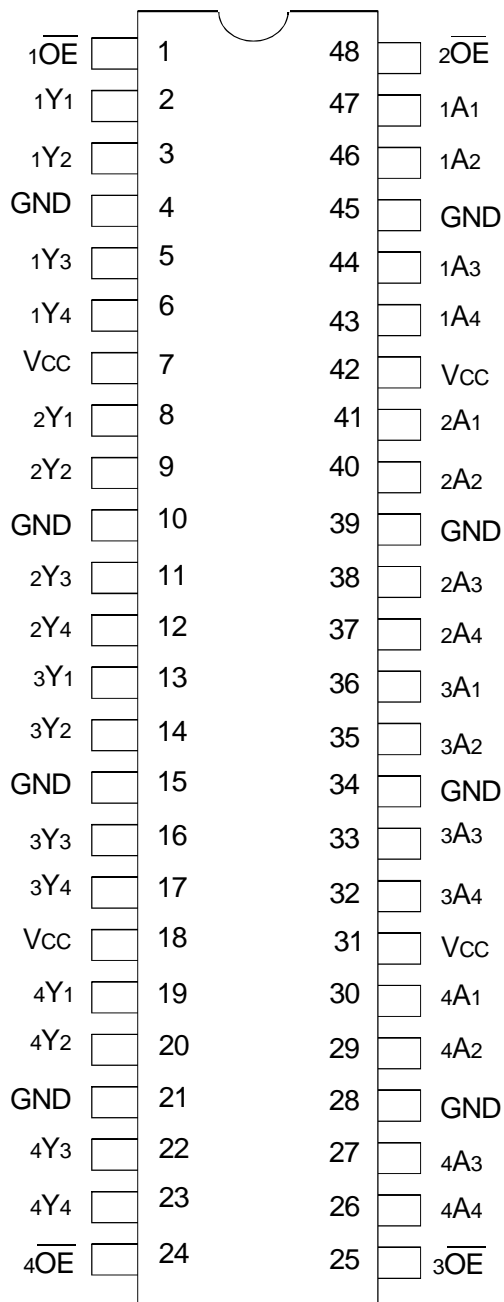 1O̅E̅ 1 48 2O̅E̅
1Y1 2 47 1A1
1Y2 3 46 1A2
GND 4 45 GND
1Y3 5 44 1A3
1Y4 6 43 1A4
VCC 7 42 VCC
2Y1 8 41 2A1
2Y2 9 40 2A2
GND 10 39 GND
2Y3 11 38 2A3
2Y4 12 37 2A4
3Y1 13 36 3A1
3Y2 14 35 3A2
GND 15 34 GND
3Y3 16 33 3A3
3Y4 17 32 3A4
VCC 18 31 VCC
4Y1 19 30 4A1
4Y2 20 29 4A2
GND 21 28 GND
4Y3 22 27 4A3
4Y4 23 26 4A4
4O̅E̅ 24 25 3O̅E̅